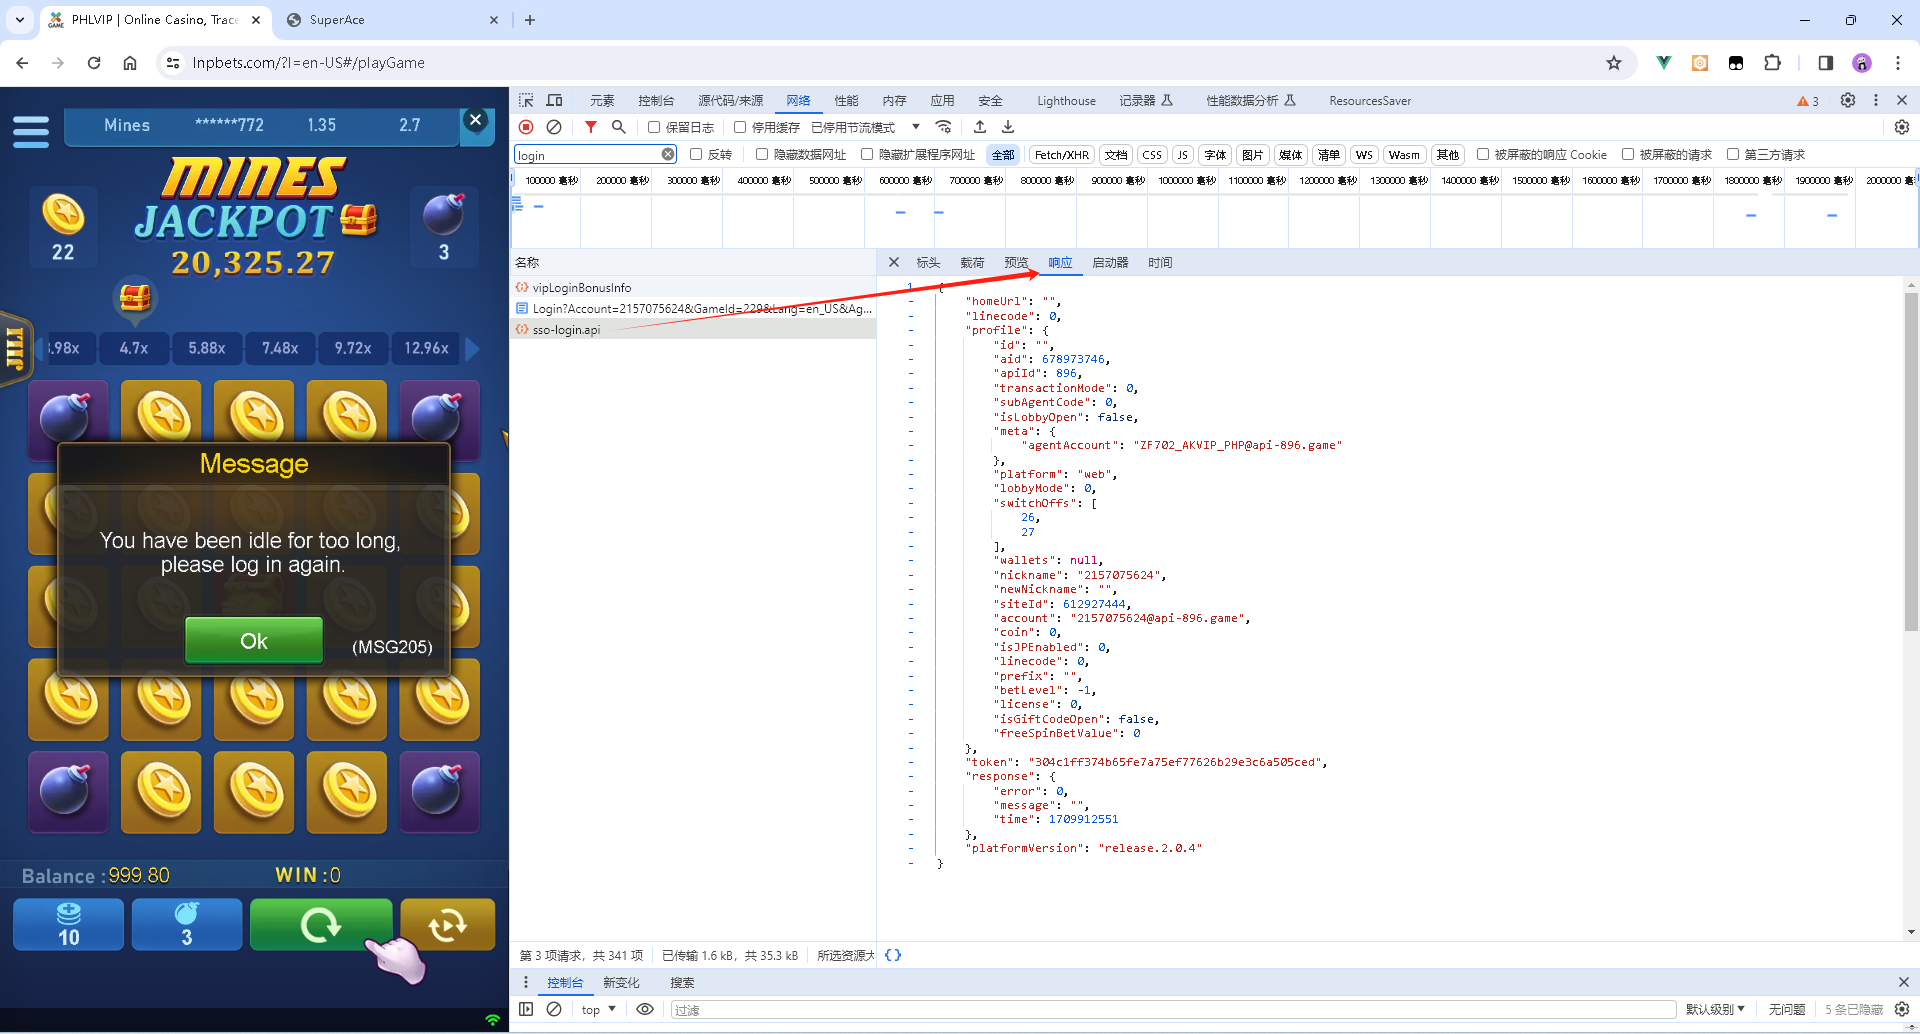 PHLVIP | Online Casino, Trace
SuperAce
lnpbets.com/?l=en-US#/playGame
Mines ******772 1.35 2.7
MINES
JACKPOT
20,325.27
22
3
JILI
3.98x 4.7x 5.88x 7.48x 9.72x 12.96x
Message
You have been idle for too long,
please log in again.
Ok
(MSG205)
Balance :999.80 WIN :0
10 3
元素 控制台 源代码/来源 网络 性能 内存 应用 安全 Lighthouse 记录器 性能数据分析 ResourcesSaver 3
保留日志 停用缓存 已停用节流模式
login 反转 隐藏数据网址 隐藏扩展程序网址 全部 Fetch/XHR 文档 CSS JS 字体 图片 媒体 清单 WS Wasm 其他 被屏蔽的响应 Cookie 被屏蔽的请求 第三方请求
100000 毫秒 200000 毫秒 300000 毫秒 400000 毫秒 500000 毫秒 600000 毫秒 700000 毫秒 800000 毫秒 900000 毫秒 1000000 毫秒 1100000 毫秒 1200000 毫秒 1300000 毫秒 1400000 毫秒 1500000 毫秒 1600000 毫秒 1700000 毫秒 1800000 毫秒 1900000 毫秒 2000000 毫
名称
vipLoginBonusInfo
Login?Account=2157075624&GameId=229&Lang=en_US&Ag...
sso-login.api
标头 载荷 预览 响应 启动器 时间
1 {
"homeUrl": "",
"linecode": 0,
"profile": {
"id": "",
"aid": 678973746,
"apiId": 896,
"transactionMode": 0,
"subAgentCode": 0,
"isLobbyOpen": false,
"meta": {
"agentAccount": "ZF702_AKVIP_PHP@api-896.game"
},
"platform": "web",
"lobbyMode": 0,
"switchOffs": [
26,
27
],
"wallets": null,
"nickname": "2157075624",
"newNickname": "",
"siteId": 612927444,
"account": "2157075624@api-896.game",
"coin": 0,
"isJPEnabled": 0,
"linecode": 0,
"prefix": "",
"betLevel": -1,
"license": 0,
"isGiftCodeOpen": false,
"freeSpinBetValue": 0
},
"token": "304c1ff374b65fe7a75ef77626b29e3c6a505ced",
"response": {
"error": 0,
"message": "",
"time": 1709912551
},
"platformVersion": "release.2.0.4"
}
第 3 项请求，共 341 项 已传输 1.6 kB，共 35.3 kB 所选资源大 {}
控制台 新变化 搜索
top 过滤 默认级别 无问题 5 条已隐藏